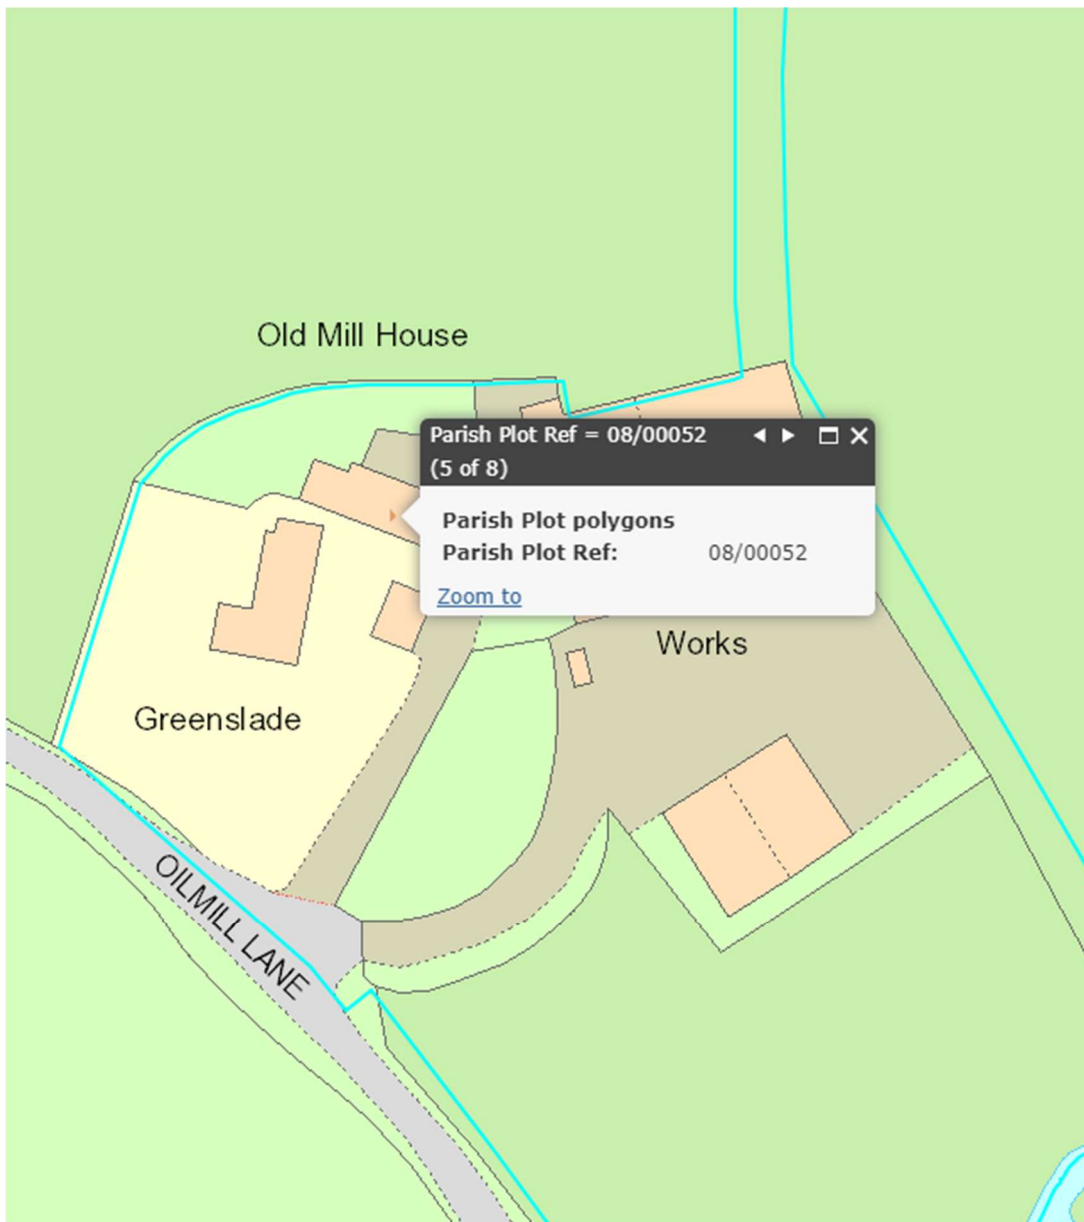 Old Mill House
Parish Plot Ref = 08/00052
(5 of 8)
Parish Plot polygons
Parish Plot Ref: 08/00052
Zoom to
Works
Greenslade
OILMILL LANE